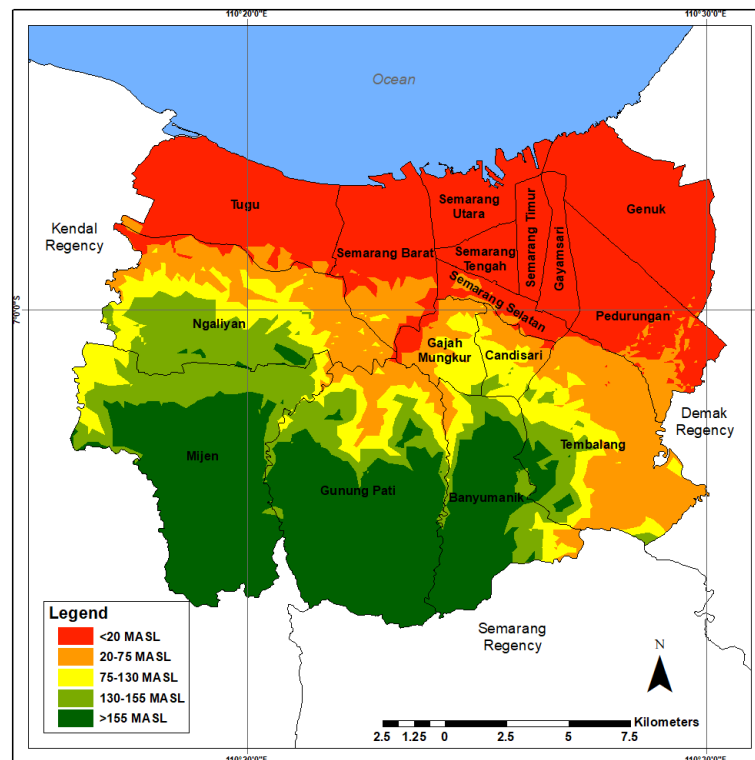 110°20'0"E
110°30'0"E
Ocean
Tugu
Kendal
Regency
Semarang
Utara
Semarang Timur
Genuk
Semarang Barat
Semarang
Tengah
Gayamsari
Semarang Selatan
7°0'0"S
Ngaliyan
Pedurungan
Gajah
Mungkur
Candisari
Demak
Regency
Tembalang
Mijen
Gunung Pati
Banyumanik
Semarang
Regency
Legend
<20 MASL
20-75 MASL
75-130 MASL
130-155 MASL
>155 MASL
N
Kilometers
2.5 1.25 0 2.5 5 7.5